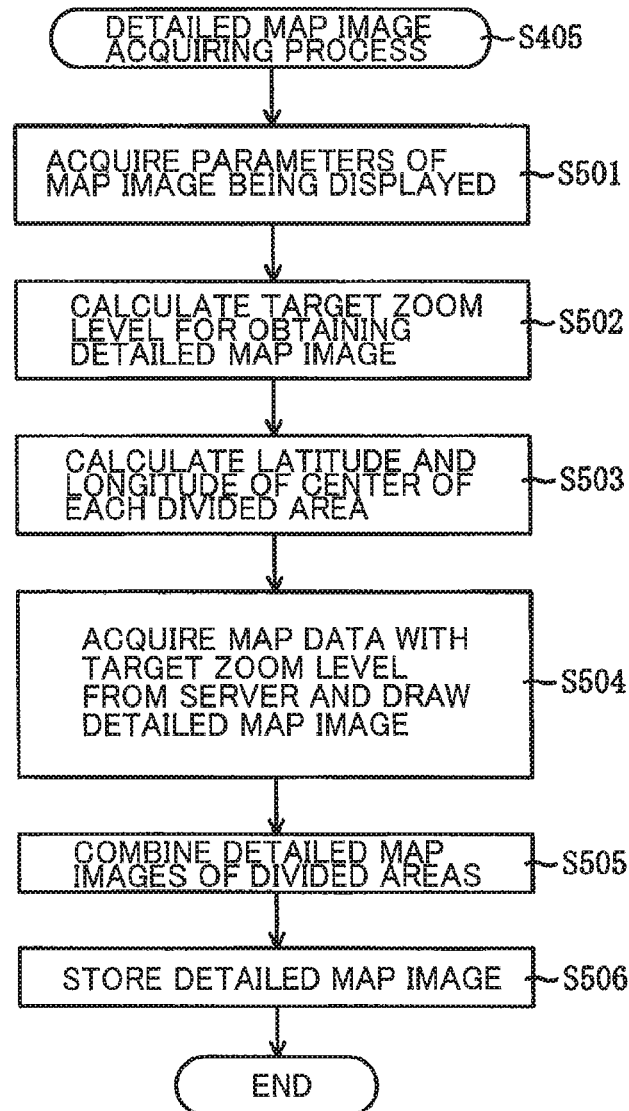 DETAILED MAP IMAGE
ACQUIRING PROCESS
S405
ACQUIRE PARAMETERS OF
MAP IMAGE BEING DISPLAYED
S501
CALCULATE TARGET ZOOM
LEVEL FOR OBTAINING
DETAILED MAP IMAGE
S502
CALCULATE LATITUDE AND
LONGITUDE OF CENTER OF
EACH DIVIDED AREA
S503
ACQUIRE MAP DATA WITH
TARGET ZOOM LEVEL
FROM SERVER AND DRAW
DETAILED MAP IMAGE
S504
COMBINE DETAILED MAP
IMAGES OF DIVIDED AREAS
S505
STORE DETAILED MAP IMAGE
S506
END